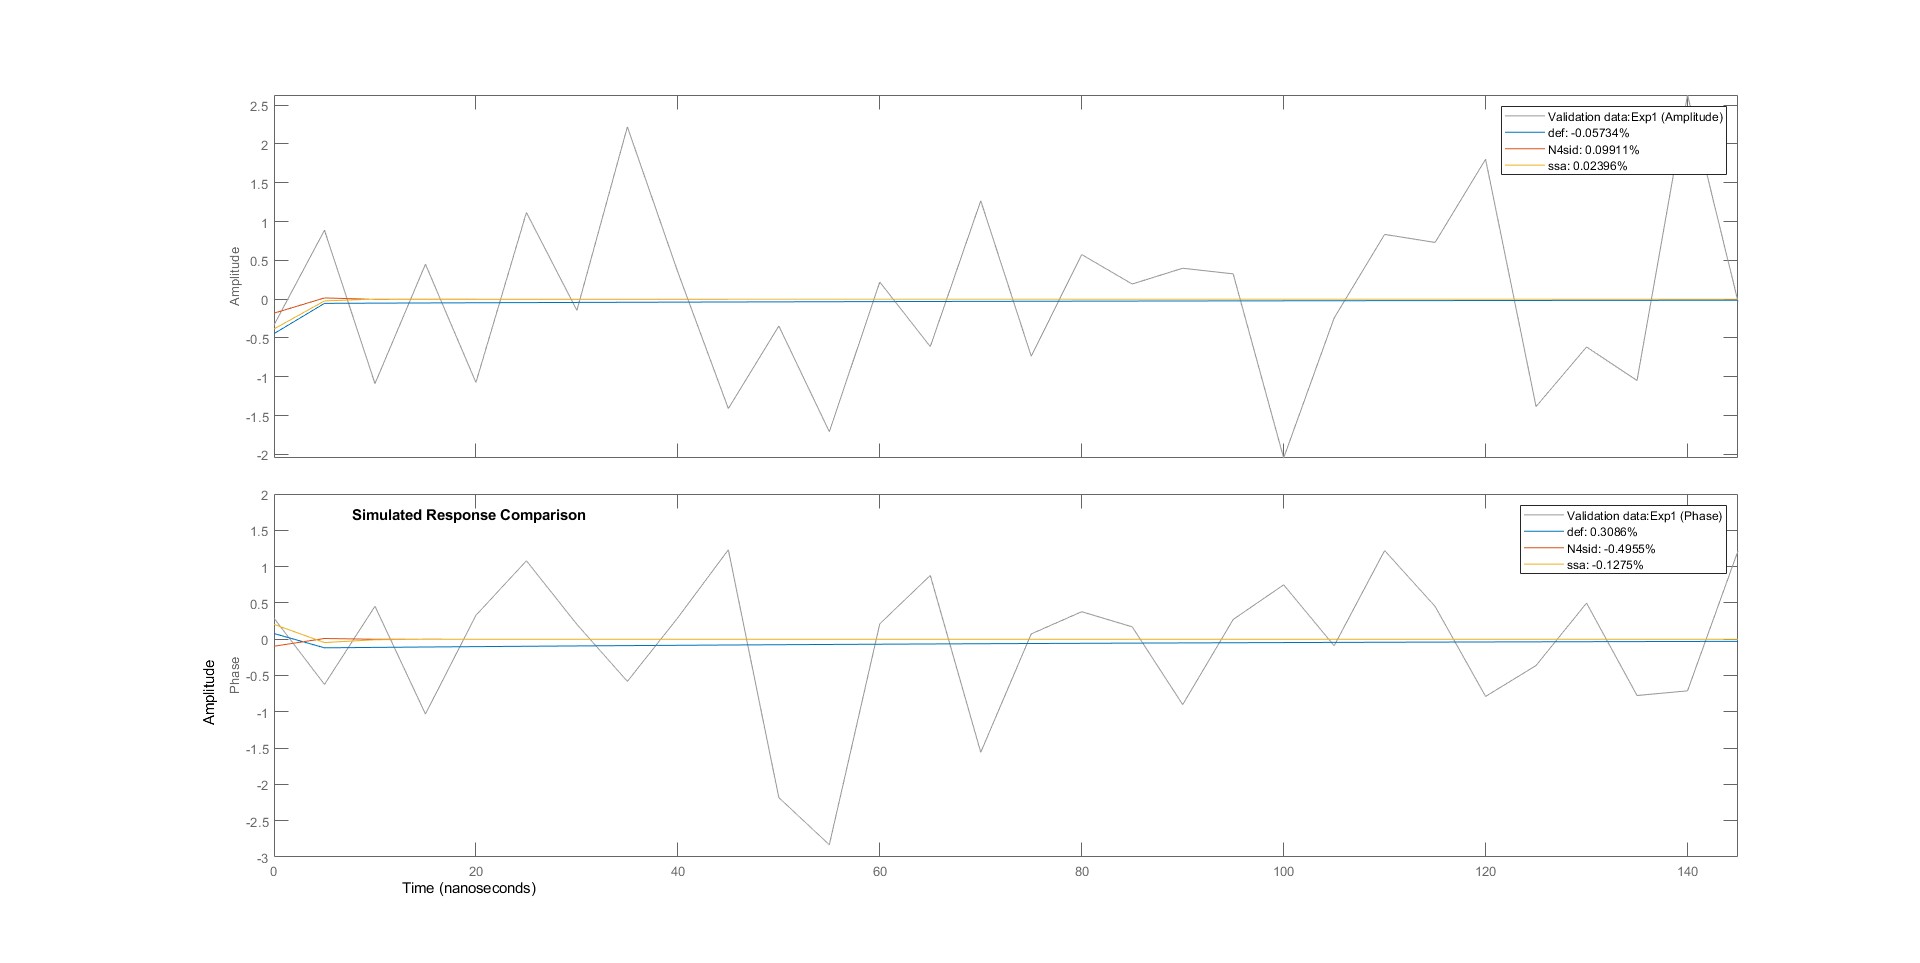 2.5
2
1.5
1
0.5
0
-0.5
-1
-1.5
-2
Amplitude
Validation data:Exp1 (Amplitude)
def: -0.05734%
N4sid: 0.09911%
ssa: 0.02396%
Simulated Response Comparison
2
1.5
1
0.5
0
-0.5
-1
-1.5
-2
-2.5
-3
Amplitude
Phase
Validation data:Exp1 (Phase)
def: 0.3086%
N4sid: -0.4955%
ssa: -0.1275%
0 20 40 60 80 100 120 140
Time (nanoseconds)